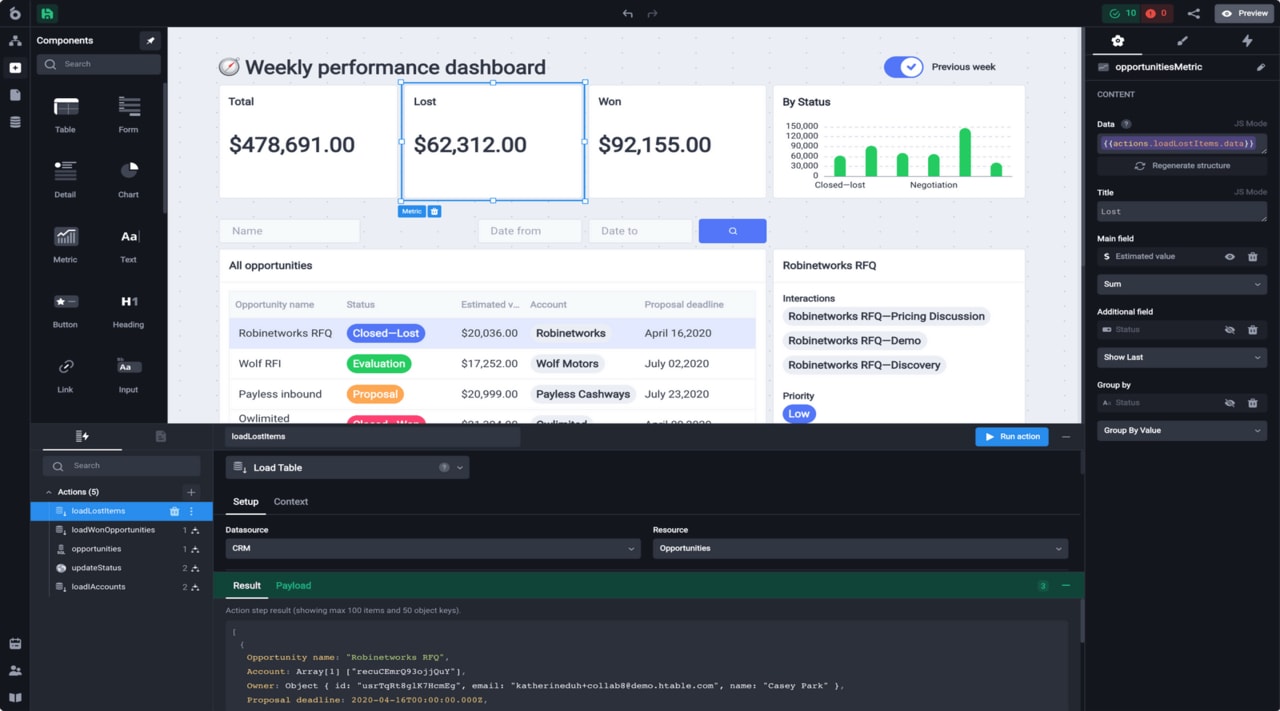 10
0
Preview
Components
Search
Table
Form
Detail
Chart
Metric
Aa
Text
H1
Button
Heading
Aa
Link
Input
Weekly performance dashboard
Previous week
Total
$478,691.00
Lost
$62,312.00
Metric
Won
$92,155.00
By Status
150,000
120,000
90,000
60,000
30,000
0
Closed—lost
Negotiation
Name
Date from
Date to
All opportunities
Opportunity name Status Estimated v... Account Proposal deadline
Robinetworks RFQ Closed—Lost $20,036.00 Robinetworks April 16,2020
Wolf RFI Evaluation $17,252.00 Wolf Motors July 02,2020
Payless inbound Proposal $20,999.00 Payless Cashways July 23,2020
Owlimited
Robinetworks RFQ
Interactions
Robinetworks RFQ—Pricing Discussion
Robinetworks RFQ—Demo
Robinetworks RFQ—Discovery
Priority
Low
opportunitiesMetric
CONTENT
Data ? JS Mode
{{actions.loadLostItems.data}}
Regenerate structure
Title JS Mode
Lost
Main field
$ Estimated value
Sum
Additional field
Status
Show Last
Group by
Status
Group By Value
Search
Actions (5)
loadLostItems
loadWonOpportunities 1
opportunities 1
updateStatus 2
loadlAccounts 2
loadLostItems
Run action
Load Table
?
Setup Context
Datasource
CRM
Resource
Opportunities
Result Payload 3
Action step result (showing max 100 items and 50 object keys).
[
{
Opportunity name: "Robinetworks RFQ",
Account: Array[1] ["recuCEmrQ93ojjQuY"],
Owner: Object { id: "usrTqRt8glK7HcmEg", email: "katherineduh+collab8@demo.htable.com", name: "Casey Park" },
Proposal deadline: 2020-04-16T00:00:00.000Z,